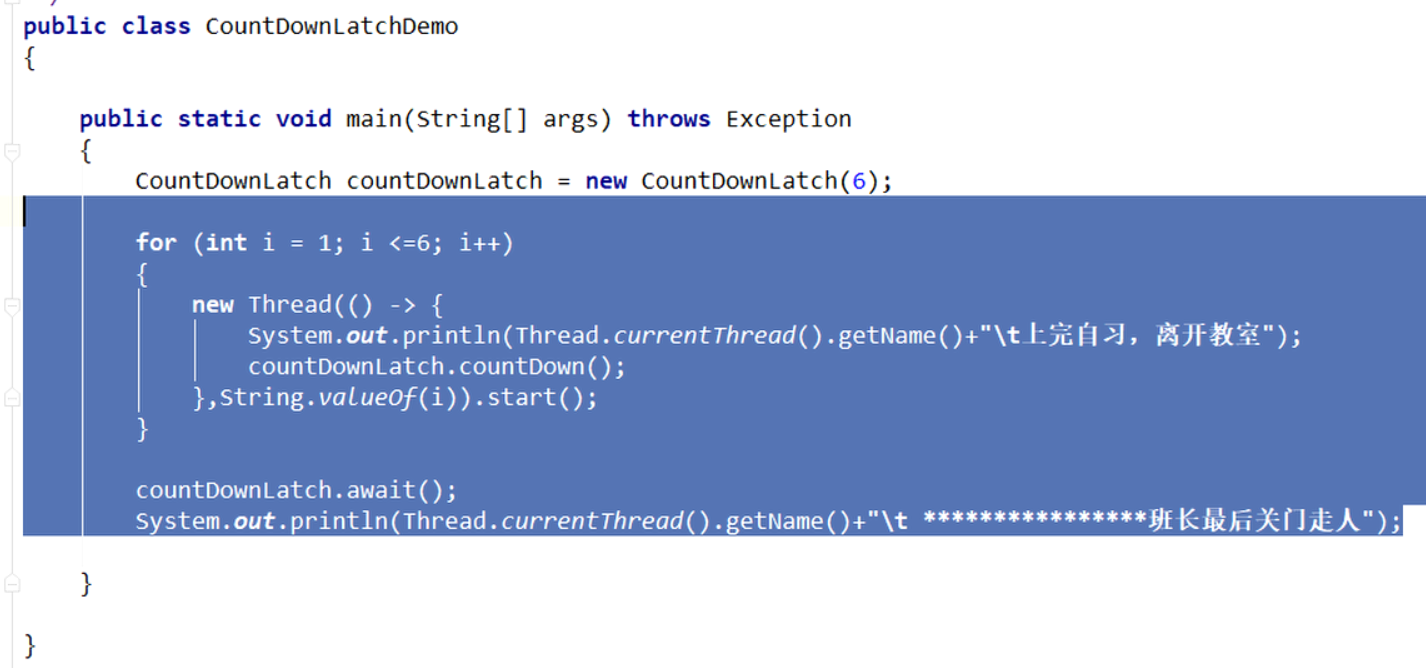 public class CountDownLatchDemo
{
public static void main(String[] args) throws Exception
{
CountDownLatch countDownLatch = new CountDownLatch(6);
for (int i = 1; i <=6; i++)
{
new Thread(() -> {
System.out.println(Thread.currentThread().getName()+"\t上完自习，离开教室");
countDownLatch.countDown();
},String.valueOf(i)).start();
}
countDownLatch.await();
System.out.println(Thread.currentThread().getName()+"\t ****************班长最后关门走人");
}
}